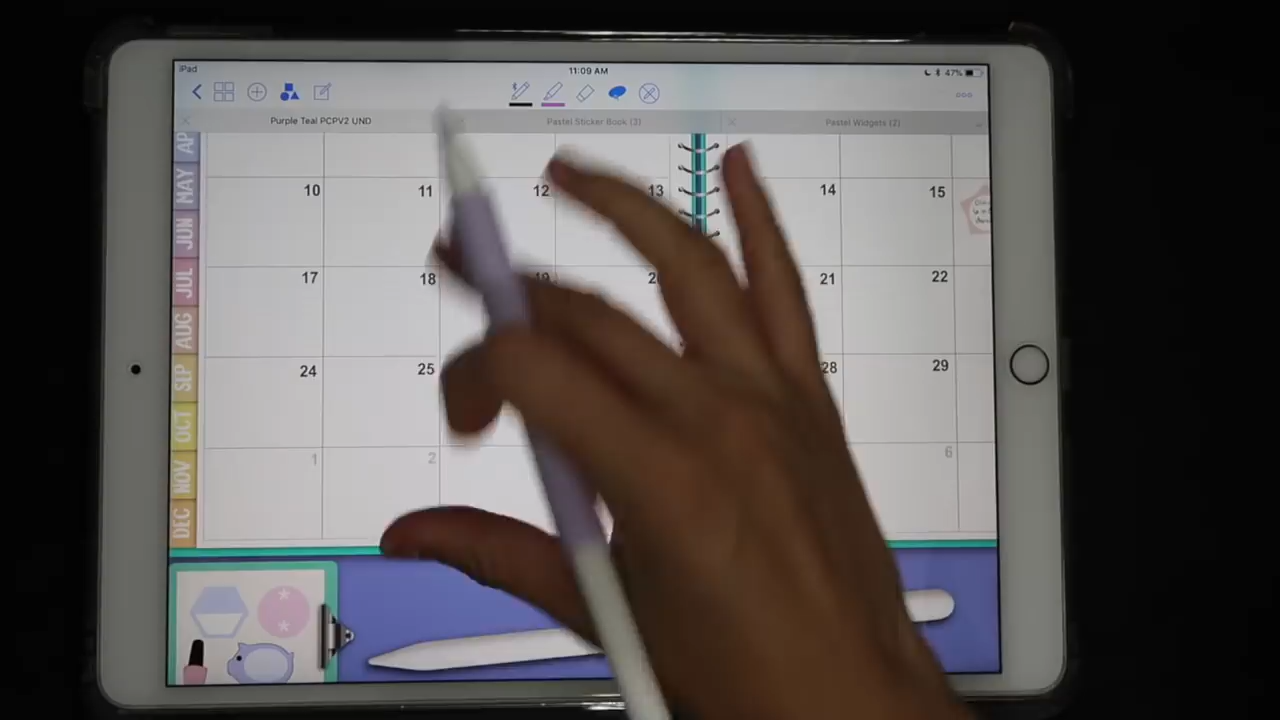 iPad
11:09 AM
47%
Purple Teal PCPV2 UND
Pastel Sticker Book (3)
Pastel Widgets (2)
MAY
JUN
JUL
AUG
SEP
OCT
NOV
DEC
10 11 12 13 14 15
17 18 19 21 22
24 25 28 29
1 2 6